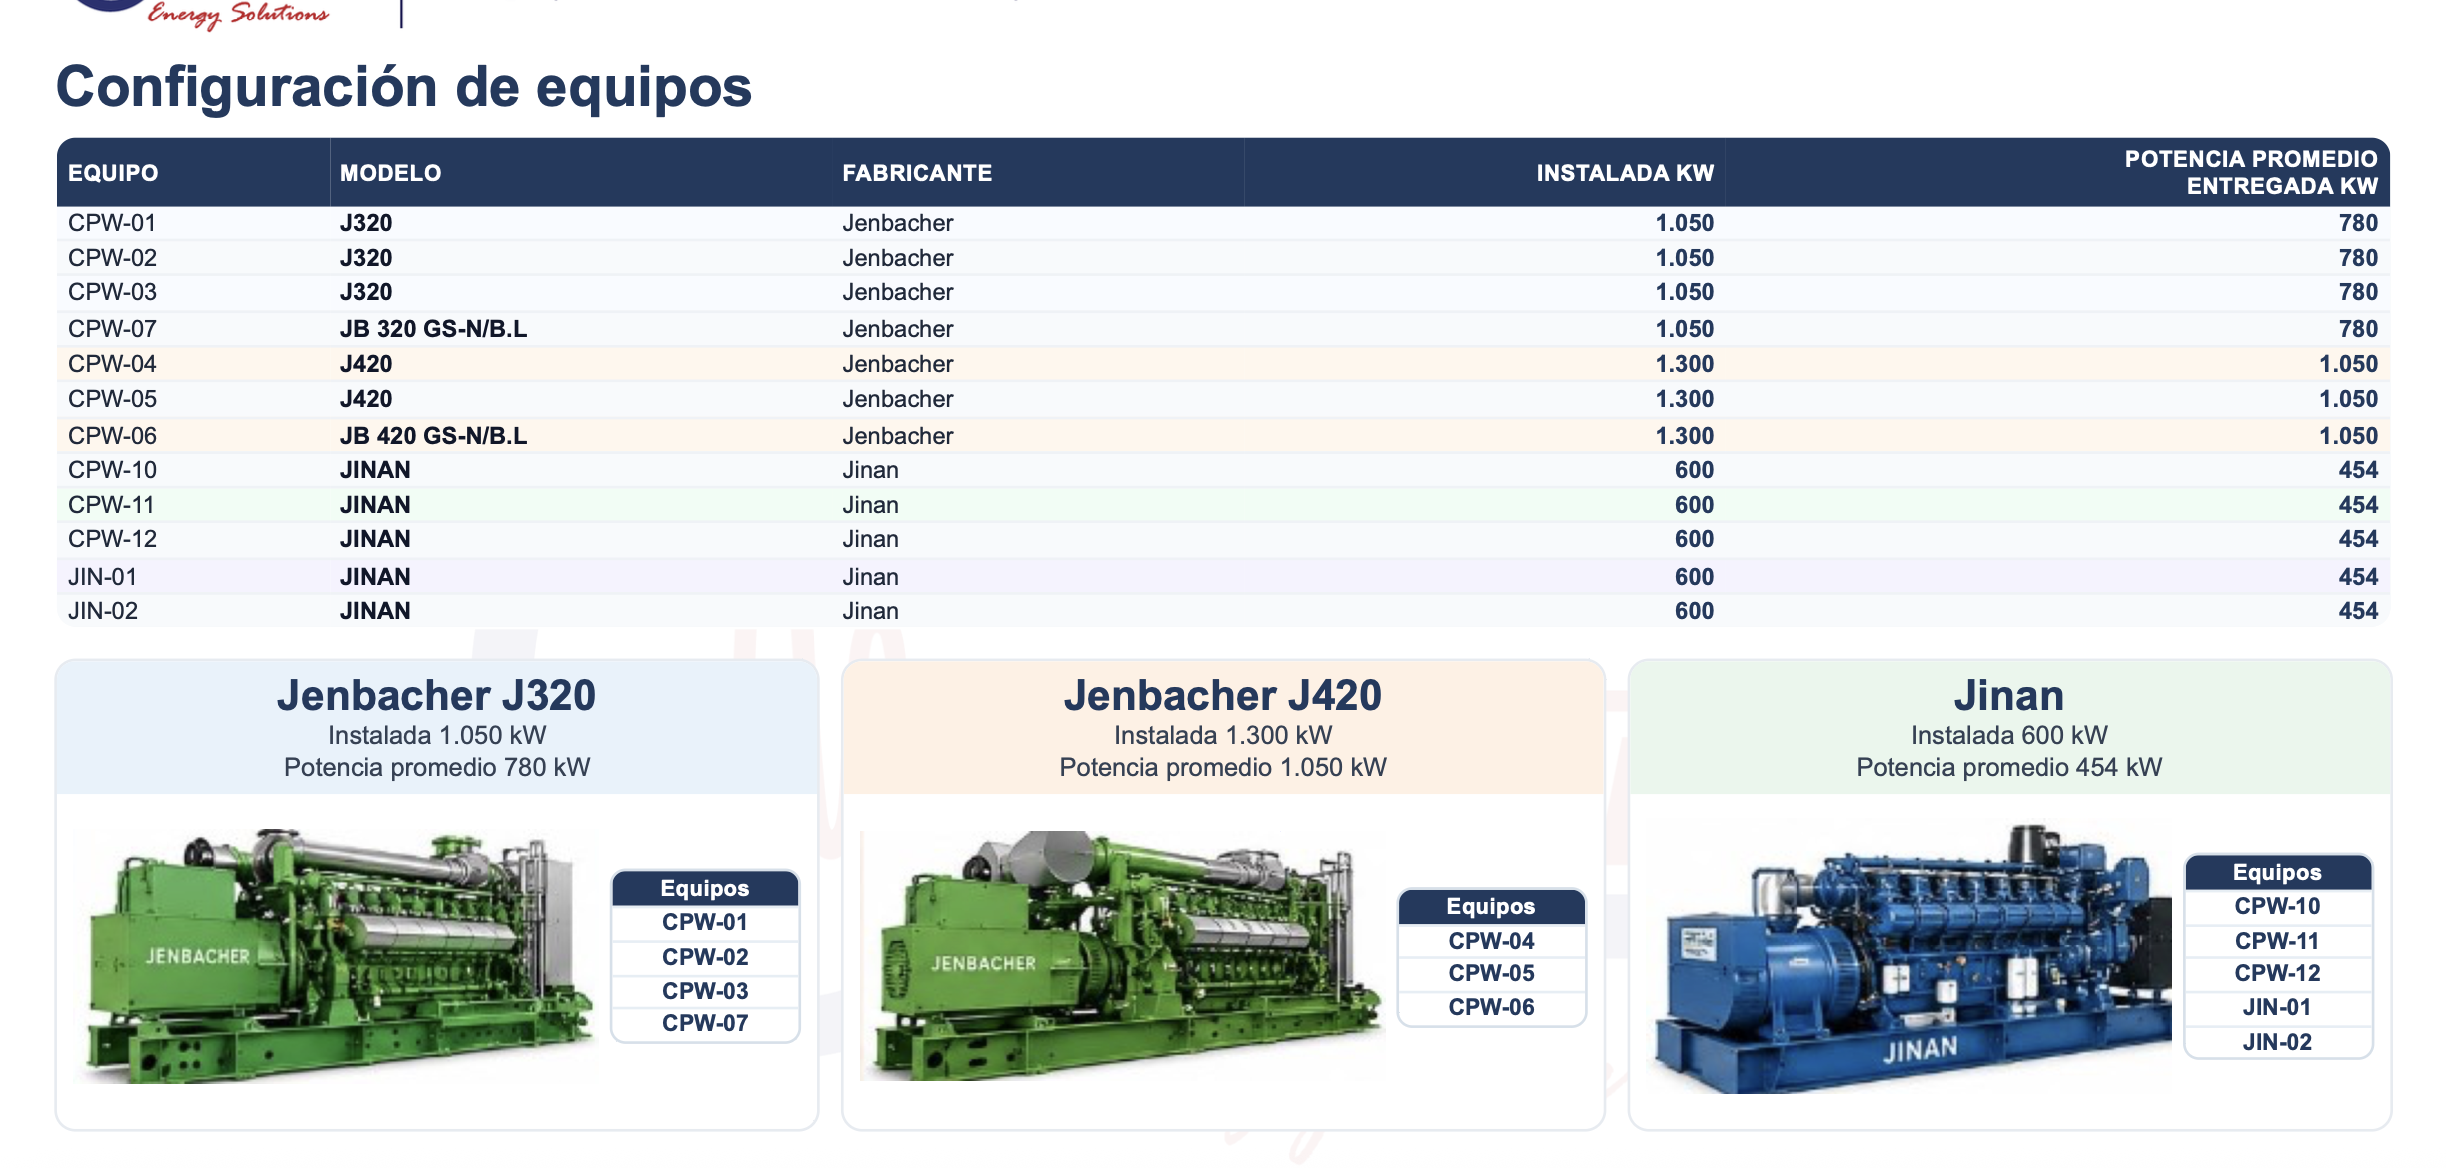 Energy Solutions
Configuración de equipos
EQUIPO MODELO FABRICANTE INSTALADA KW POTENCIA PROMEDIO ENTREGADA KW
CPW-01 J320 Jenbacher 1.050 780
CPW-02 J320 Jenbacher 1.050 780
CPW-03 J320 Jenbacher 1.050 780
CPW-07 JB 320 GS-N/B.L Jenbacher 1.050 780
CPW-04 J420 Jenbacher 1.300 1.050
CPW-05 J420 Jenbacher 1.300 1.050
CPW-06 JB 420 GS-N/B.L Jenbacher 1.300 1.050
CPW-10 JINAN Jinan 600 454
CPW-11 JINAN Jinan 600 454
CPW-12 JINAN Jinan 600 454
JIN-01 JINAN Jinan 600 454
JIN-02 JINAN Jinan 600 454
Jenbacher J320
Instalada 1.050 kW
Potencia promedio 780 kW
JENBACHER
Equipos
CPW-01
CPW-02
CPW-03
CPW-07
Jenbacher J420
Instalada 1.300 kW
Potencia promedio 1.050 kW
JENBACHER
Equipos
CPW-04
CPW-05
CPW-06
Jinan
Instalada 600 kW
Potencia promedio 454 kW
JINAN
Equipos
CPW-10
CPW-11
CPW-12
JIN-01
JIN-02